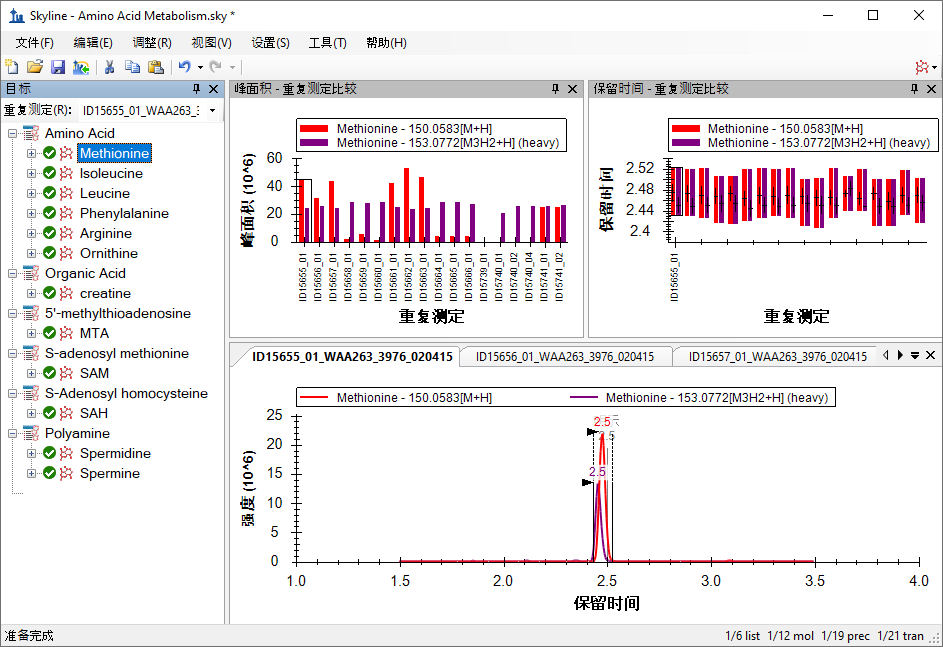 Skyline - Amino Acid Metabolism.sky *
文件(F) 编辑(E) 调整(R) 视图(V) 设置(S) 工具(T) 帮助(H)
目标
重复测定(R): ID15655_01_WAA263_
Amino Acid
Methionine
Isoleucine
Leucine
Phenylalanine
Arginine
Ornithine
Organic Acid
creatine
5'-methylthioadenosine
MTA
S-adenosyl methionine
SAM
S-Adenosyl homocysteine
SAH
Polyamine
Spermidine
Spermine
峰面积 - 重复测定比较
Methionine - 150.0583[M+H]
Methionine - 153.0772[M3H2+H] (heavy)
峰面积 (10^6)
60
40
20
0
ID15655_01
ID15656_01
ID15657_01
ID15658_01
ID15659_01
ID15660_01
ID15661_01
ID15662_01
ID15663_01
ID15664_01
ID15665_01
ID15666_01
ID15739_01
ID15740_01
ID15740_02
ID15740_04
ID15741_01
ID15741_02
重复测定
保留时间 - 重复测定比较
Methionine - 150.0583[M+H]
Methionine - 153.0772[M3H2+H] (heavy)
保留时间
2.52
2.48
2.44
2.4
ID15655_01
重复测定
ID15655_01_WAA263_3976_020415 ID15656_01_WAA263_3976_020415 ID15657_01_WAA263_3976_020415
Methionine - 150.0583[M+H] Methionine - 153.0772[M3H2+H] (heavy)
强度 (10^6)
25
20
15
10
5
0
2.5
2.5
2.5
1.0 1.5 2.0 2.5 3.0 3.5 4.0
保留时间
准备完成
1/6 list 1/12 mol 1/19 prec 1/21 tran